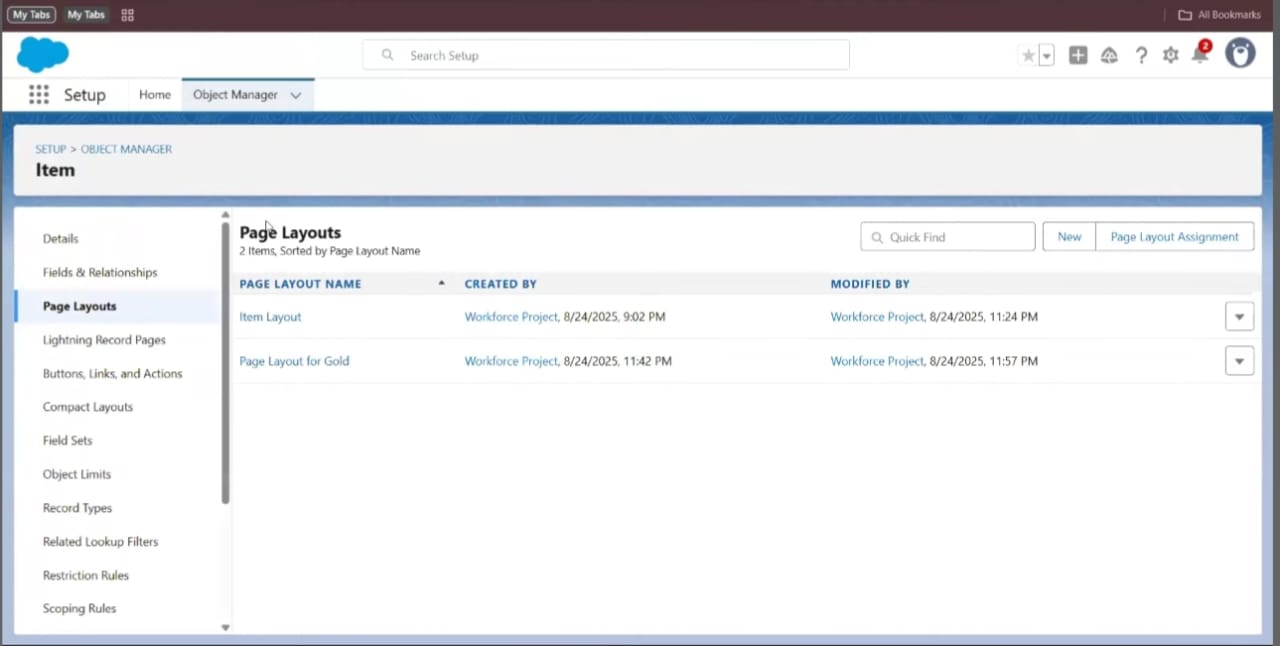 My Tabs My Tabs All Bookmarks
Search Setup 2
Setup Home Object Manager
SETUP > OBJECT MANAGER
Item
Details
Fields & Relationships
Page Layouts
Lightning Record Pages
Buttons, Links, and Actions
Compact Layouts
Field Sets
Object Limits
Record Types
Related Lookup Filters
Restriction Rules
Scoping Rules
Page Layouts
2 Items, Sorted by Page Layout Name
Quick Find New Page Layout Assignment
PAGE LAYOUT NAME CREATED BY MODIFIED BY
Item Layout Workforce Project, 8/24/2025, 9:02 PM Workforce Project, 8/24/2025, 11:24 PM
Page Layout for Gold Workforce Project, 8/24/2025, 11:42 PM Workforce Project, 8/24/2025, 11:57 PM